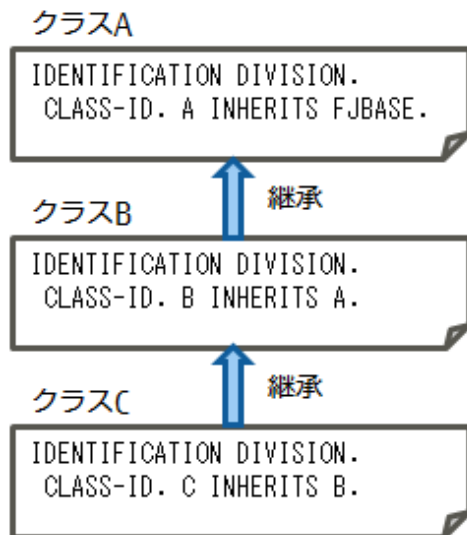 クラスA
IDENTIFICATION DIVISION.
CLASS-ID. A INHERITS FJBASE.
継承
クラスB
IDENTIFICATION DIVISION.
CLASS-ID. B INHERITS A.
継承
クラスC
IDENTIFICATION DIVISION.
CLASS-ID. C INHERITS B.